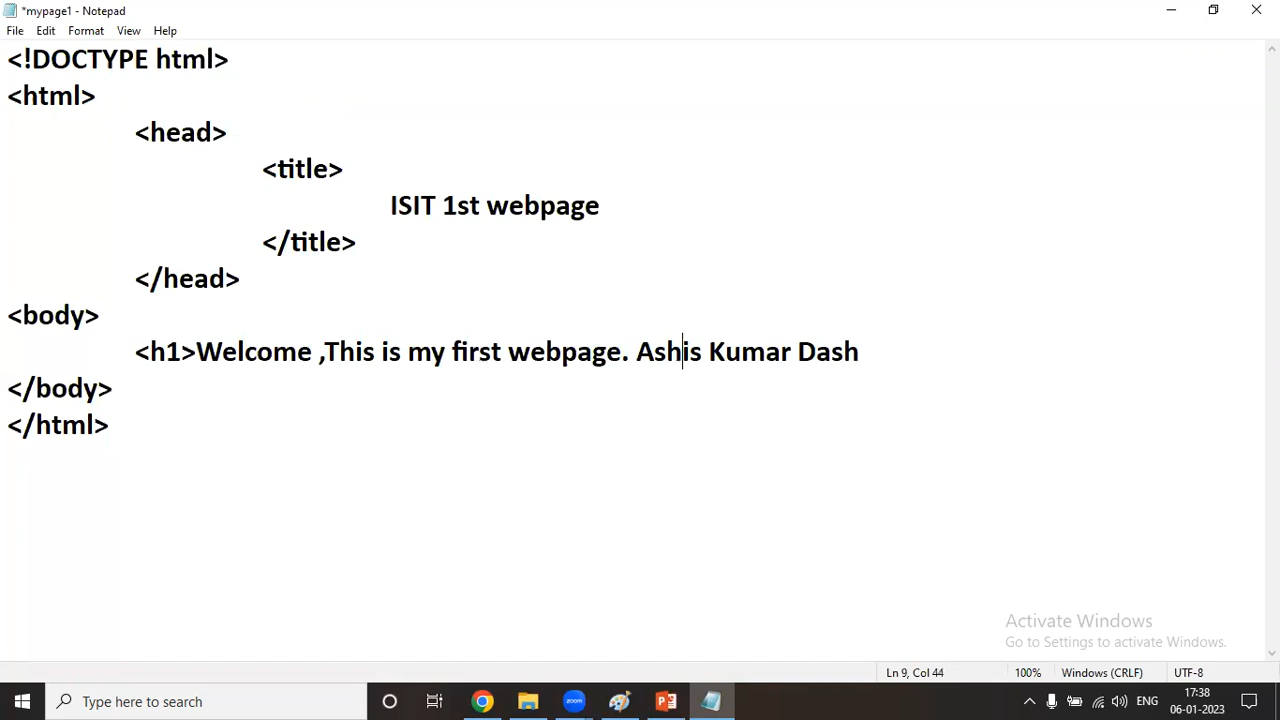 *mypage1 - Notepad
File Edit Format View Help
<!DOCTYPE html>
<html>
<head>
<title>
ISIT 1st webpage
</title>
</head>
<body>
<h1>Welcome ,This is my first webpage. Ashis Kumar Dash
</body>
</html>
Activate Windows
Go to Settings to activate Windows.
Ln 9, Col 44 100% Windows (CRLF) UTF-8
Type here to search
zoom
ENG
17:38
06-01-2023